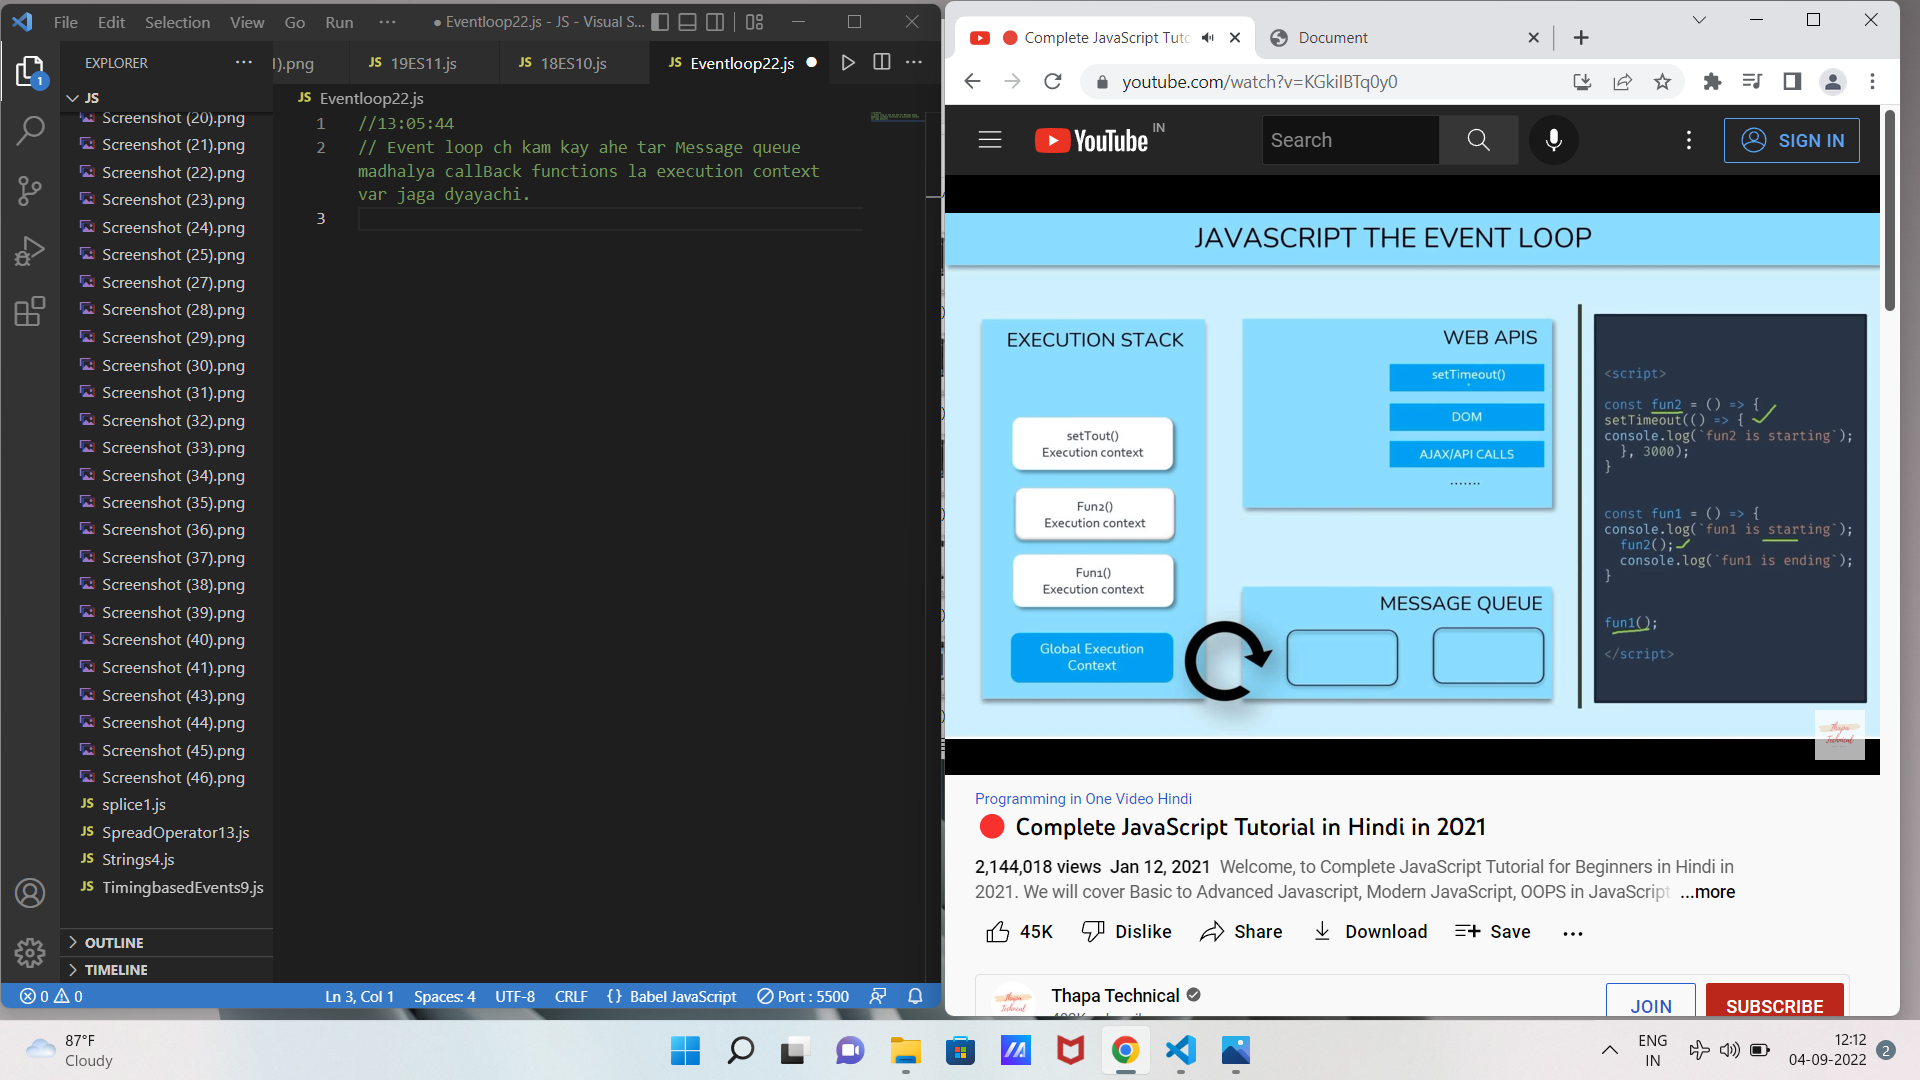 File Edit Selection View Go Run ··· ● Eventloop22.js - JS - Visual S...
EXPLORER ···
1).png JS 19ES11.js JS 18ES10.js JS Eventloop22.js ●
JS
JS Eventloop22.js
1 //13:05:44
2 // Event loop ch kam kay ahe tar Message queue
madhalya callBack functions la execution context
var jaga dyayachi.
3
Screenshot (20).png
Screenshot (21).png
Screenshot (22).png
Screenshot (23).png
Screenshot (24).png
Screenshot (25).png
Screenshot (27).png
Screenshot (28).png
Screenshot (29).png
Screenshot (30).png
Screenshot (31).png
Screenshot (32).png
Screenshot (33).png
Screenshot (34).png
Screenshot (35).png
Screenshot (36).png
Screenshot (37).png
Screenshot (38).png
Screenshot (39).png
Screenshot (40).png
Screenshot (41).png
Screenshot (43).png
Screenshot (44).png
Screenshot (45).png
Screenshot (46).png
JS splice1.js
JS SpreadOperator13.js
JS Strings4.js
JS TimingbasedEvents9.js
OUTLINE
TIMELINE
1
0 0 Ln 3, Col 1 Spaces: 4 UTF-8 CRLF {} Babel JavaScript Port : 5500
Complete JavaScript Tuto Document
youtube.com/watch?v=KGkiIBTq0y0
YouTube IN Search SIGN IN
JAVASCRIPT THE EVENT LOOP
EXECUTION STACK
setTout()
Execution context
Fun2()
Execution context
Fun1()
Execution context
Global Execution
Context
WEB APIS
setTimeout()
DOM
AJAX/API CALLS
.......
MESSAGE QUEUE
<script>
const fun2 = () => {
setTimeout(() => {
console.log(`fun2 is starting`);
}, 3000);
}
const fun1 = () => {
console.log(`fun1 is starting`);
fun2();
console.log(`fun1 is ending`);
}
fun1();
</script>
Thapa
Technical
Programming in One Video Hindi
Complete JavaScript Tutorial in Hindi in 2021
2,144,018 views Jan 12, 2021 Welcome, to Complete JavaScript Tutorial for Beginners in Hindi in
2021. We will cover Basic to Advanced Javascript, Modern JavaScript, OOPS in JavaScript ...more
45K Dislike Share Download Save ...
Thapa Technical
JOIN SUBSCRIBE
87°F
Cloudy
ENG
IN
12:12
04-09-2022
2